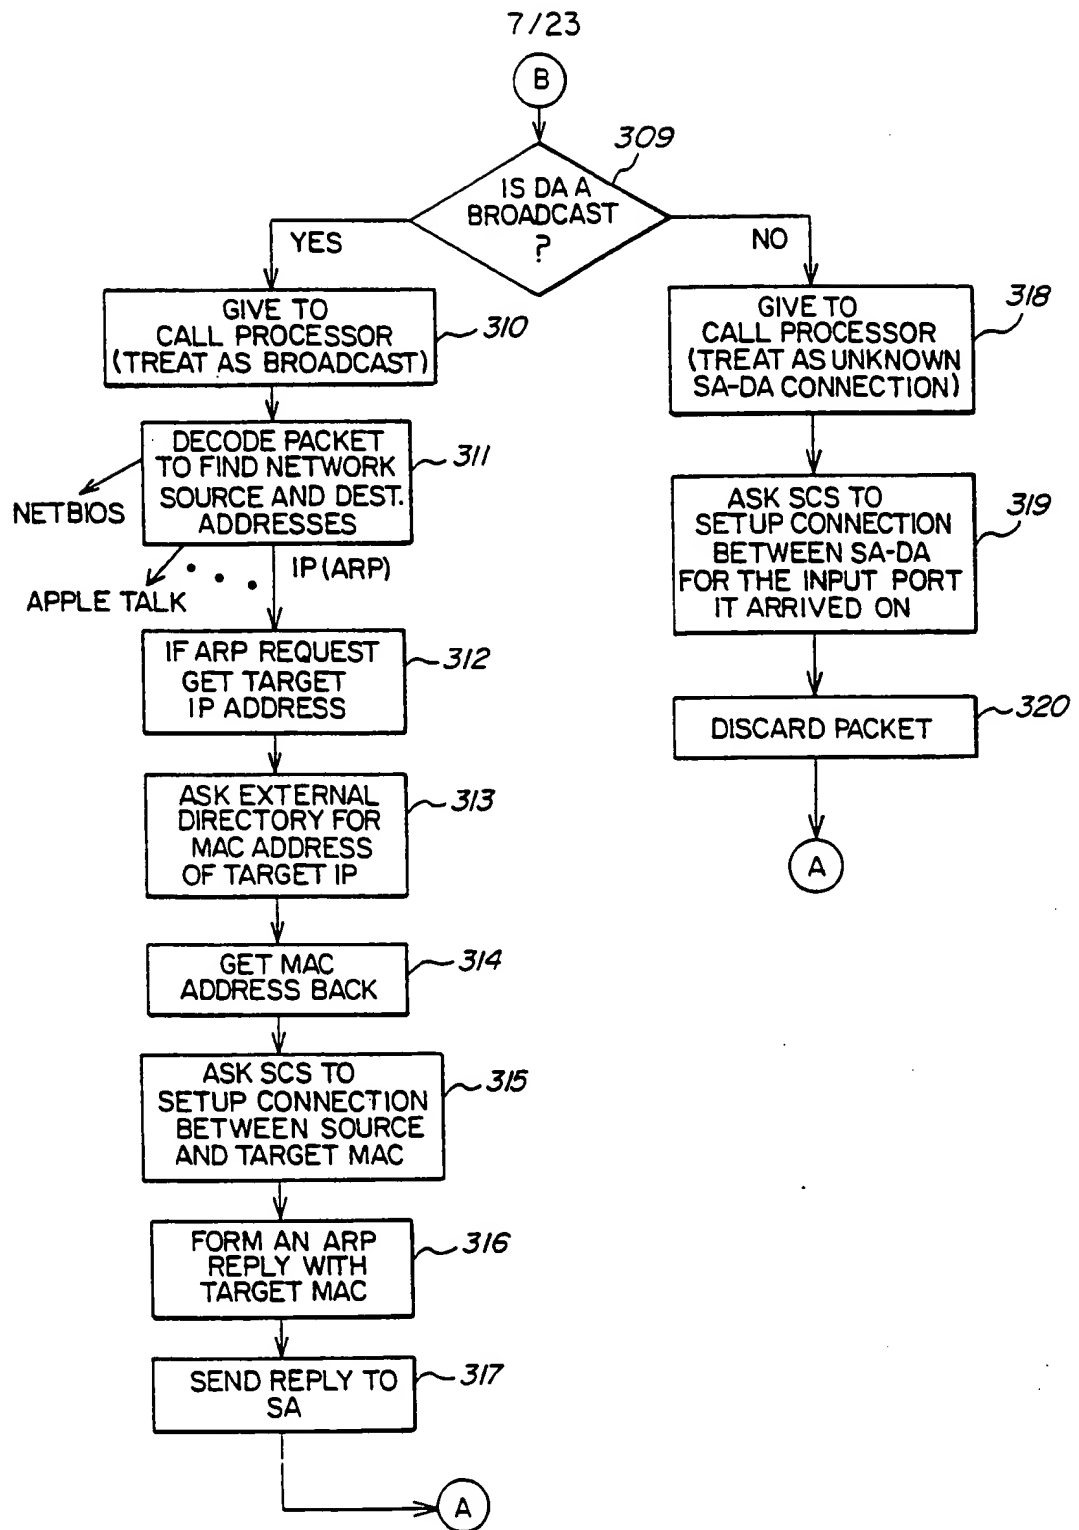 7/23
B
309
IS DA A
BROADCAST
?
YES
NO
GIVE TO
CALL PROCESSOR
(TREAT AS BROADCAST)
310
DECODE PACKET
TO FIND NETWORK
SOURCE AND DEST.
ADDRESSES
311
NETBIOS
APPLE TALK
IP (ARP)
IF ARP REQUEST
GET TARGET
IP ADDRESS
312
ASK EXTERNAL
DIRECTORY FOR
MAC ADDRESS
OF TARGET IP
313
GET MAC
ADDRESS BACK
314
ASK SCS TO
SETUP CONNECTION
BETWEEN SOURCE
AND TARGET MAC
315
FORM AN ARP
REPLY WITH
TARGET MAC
316
SEND REPLY TO
SA
317
A
GIVE TO
CALL PROCESSOR
(TREAT AS UNKNOWN
SA-DA CONNECTION)
318
ASK SCS TO
SETUP CONNECTION
BETWEEN SA-DA
FOR THE INPUT PORT
IT ARRIVED ON
319
DISCARD PACKET
320
A